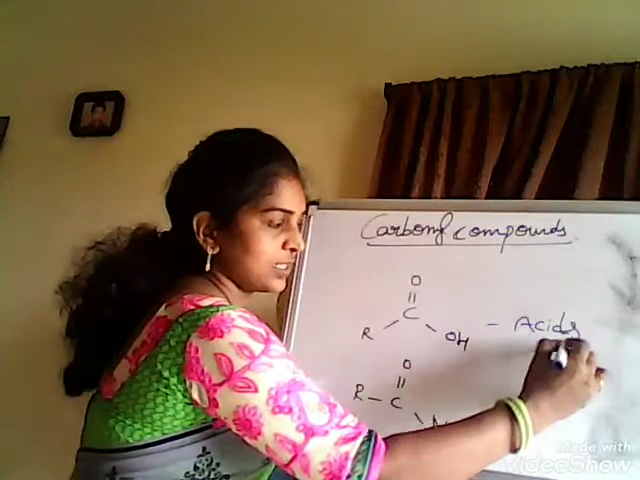 Carbonyl compounds
O
||
C
R
OH - Acids
O
||
R - C
Made with
VideoShow